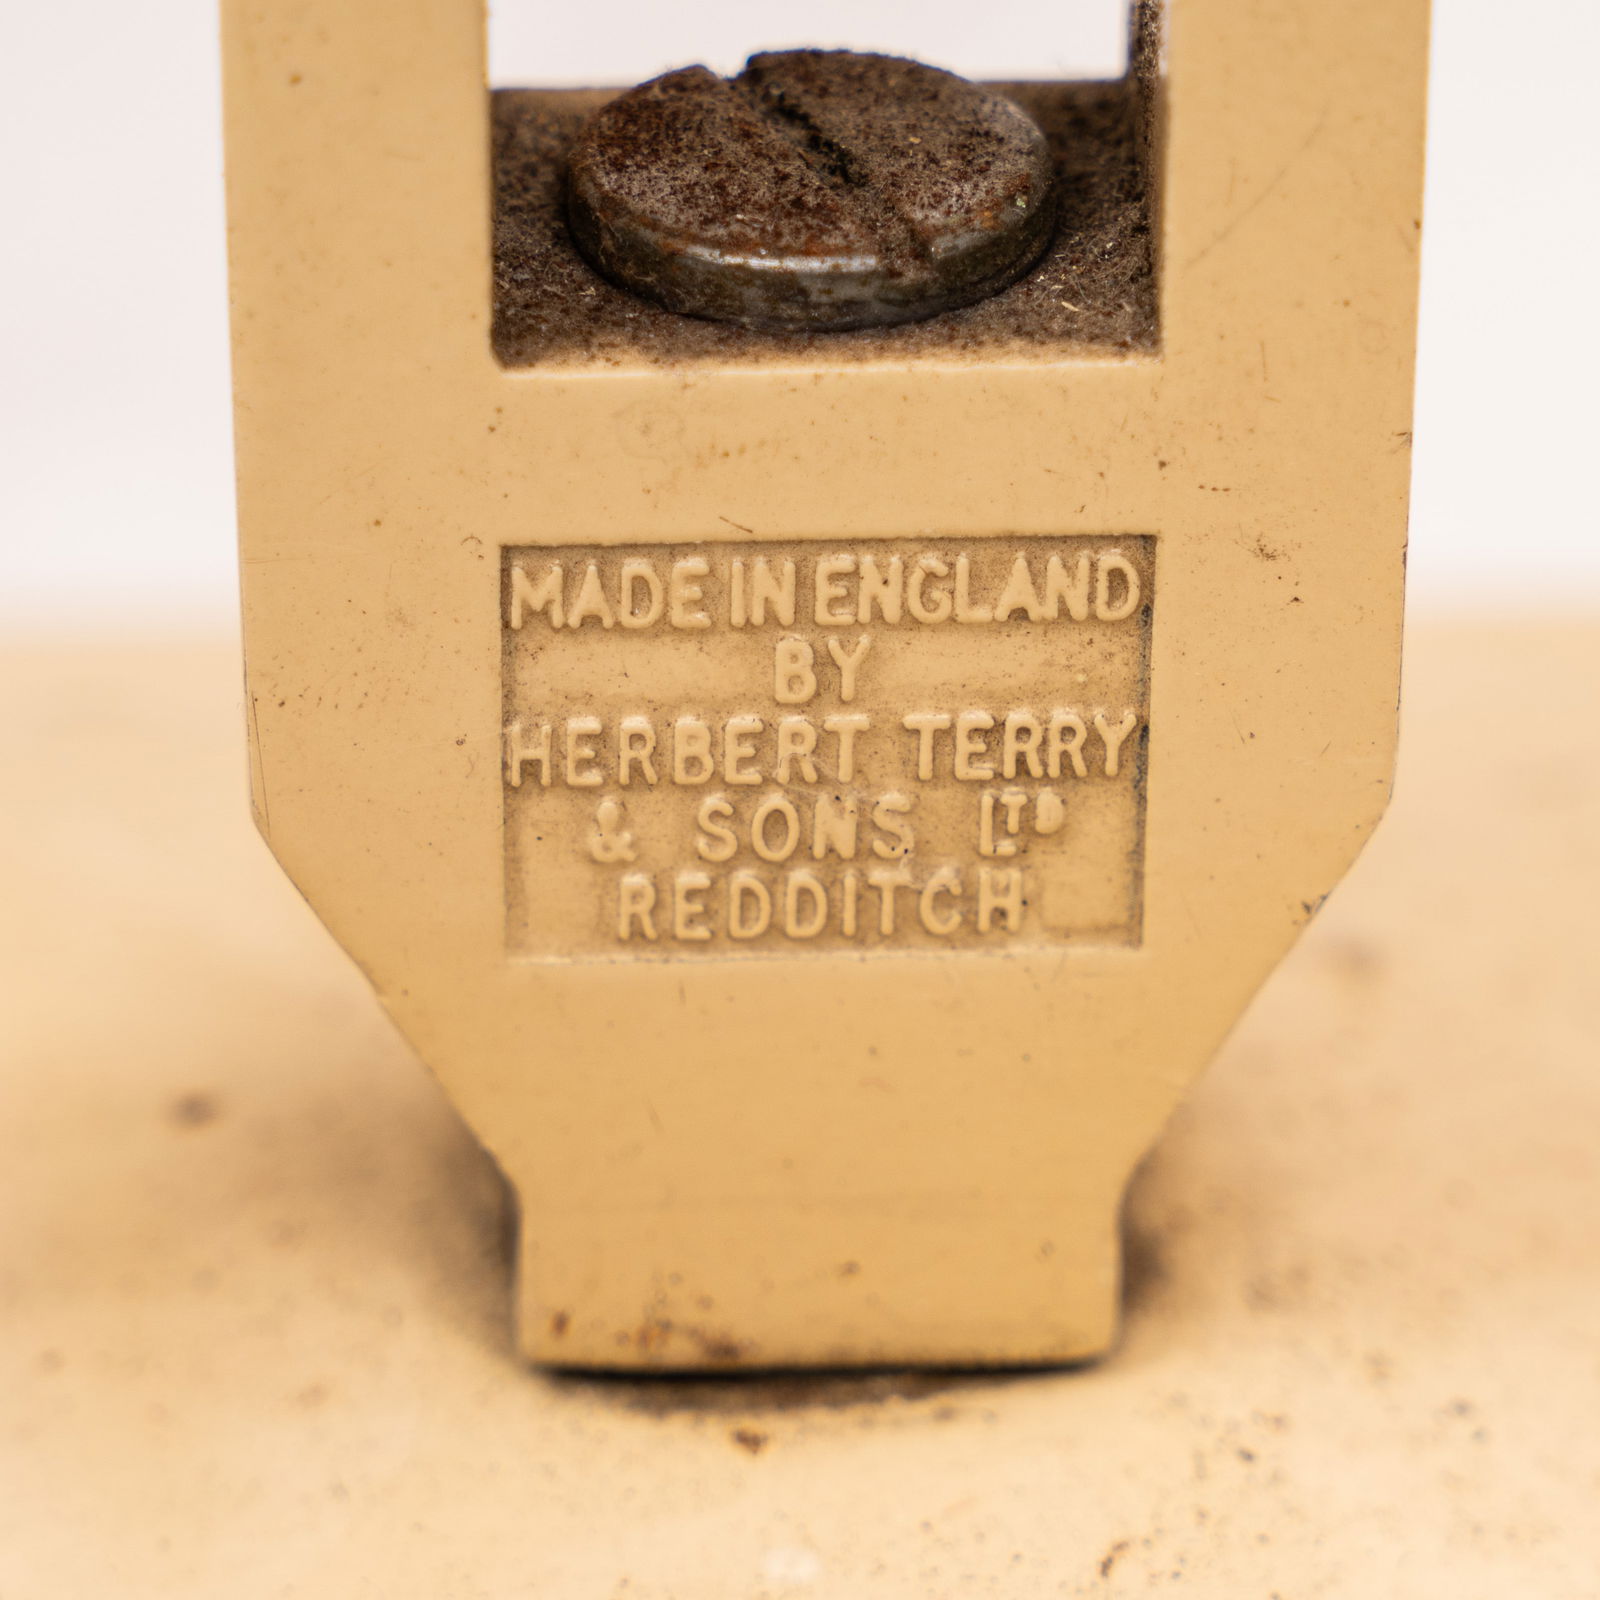 MADE IN ENGLAND
BY
HERBERT TERRY
& SONS LTD
REDDITCH